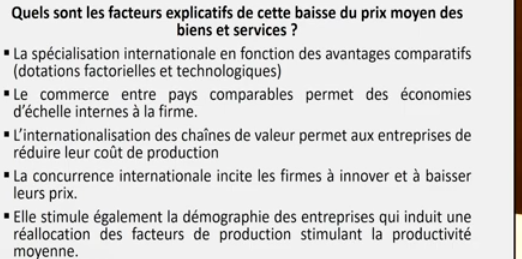 Quels sont les facteurs explicatifs de cette baisse du prix moyen des
biens et services ?
▪ La spécialisation internationale en fonction des avantages comparatifs
(dotations factorielles et technologiques)
▪ Le commerce entre pays comparables permet des économies
d'échelle internes à la firme.
▪ L'internationalisation des chaînes de valeur permet aux entreprises de
réduire leur coût de production
▪ La concurrence internationale incite les firmes à innover et à baisser
leurs prix.
▪ Elle stimule également la démographie des entreprises qui induit une
réallocation des facteurs de production stimulant la productivité
moyenne.